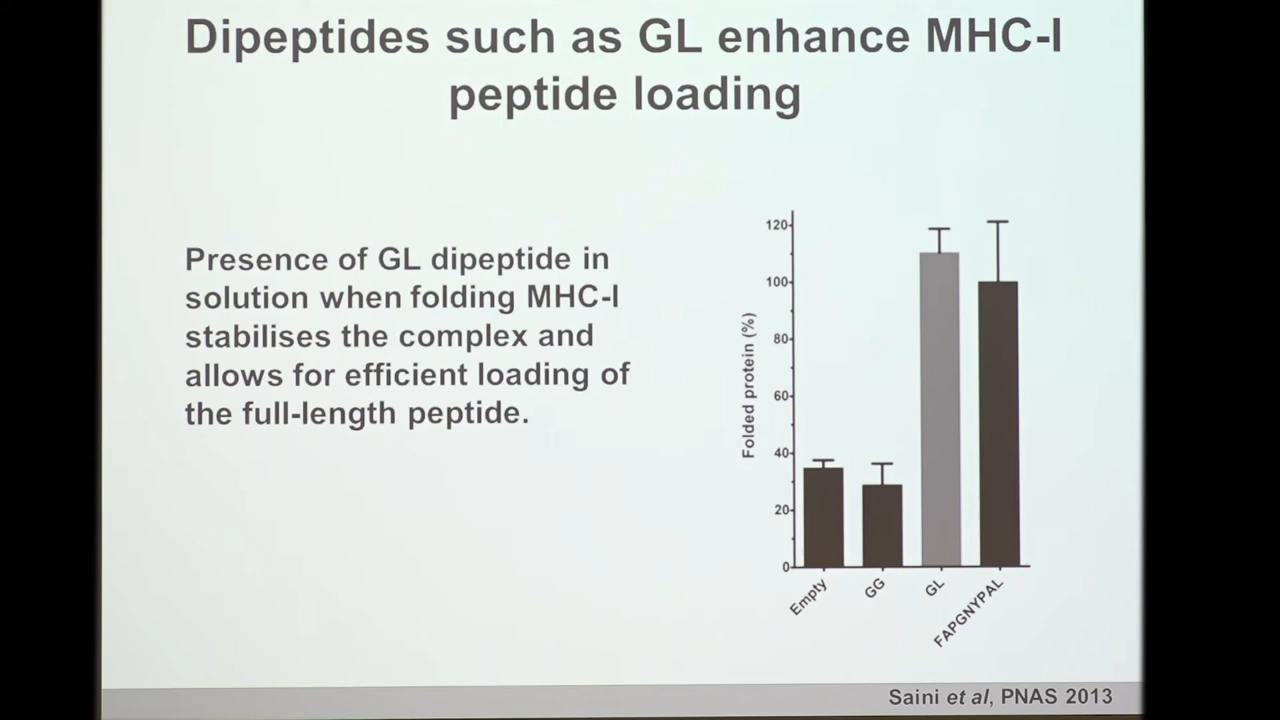 Dipeptides such as GL enhance MHC-I
peptide loading
Presence of GL dipeptide in
solution when folding MHC-I
stabilises the complex and
allows for efficient loading of
the full-length peptide.
Folded protein (%)
120
100
80
60
40
20
0
Empty
GG
GL
FAPGNYPAL
Saini et al, PNAS 2013